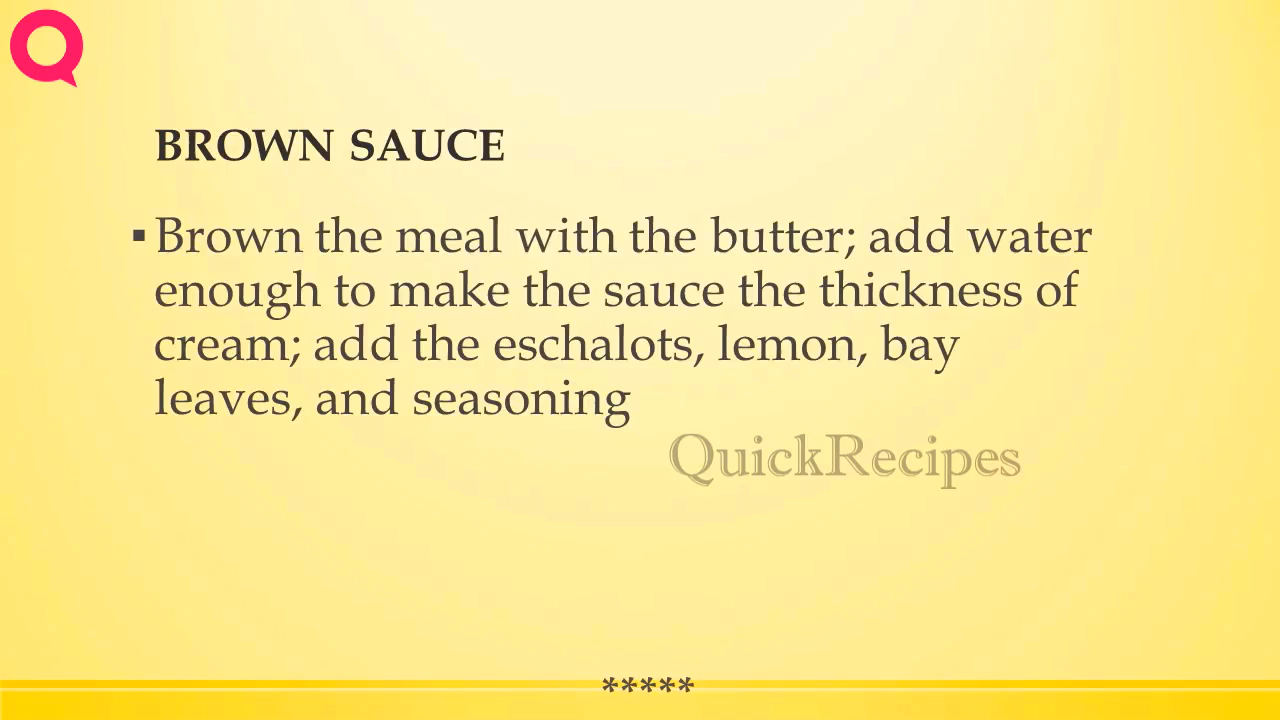 BROWN SAUCE
▪ Brown the meal with the butter; add water
enough to make the sauce the thickness of
cream; add the eschalots, lemon, bay
leaves, and seasoning
QuickRecipes
*****